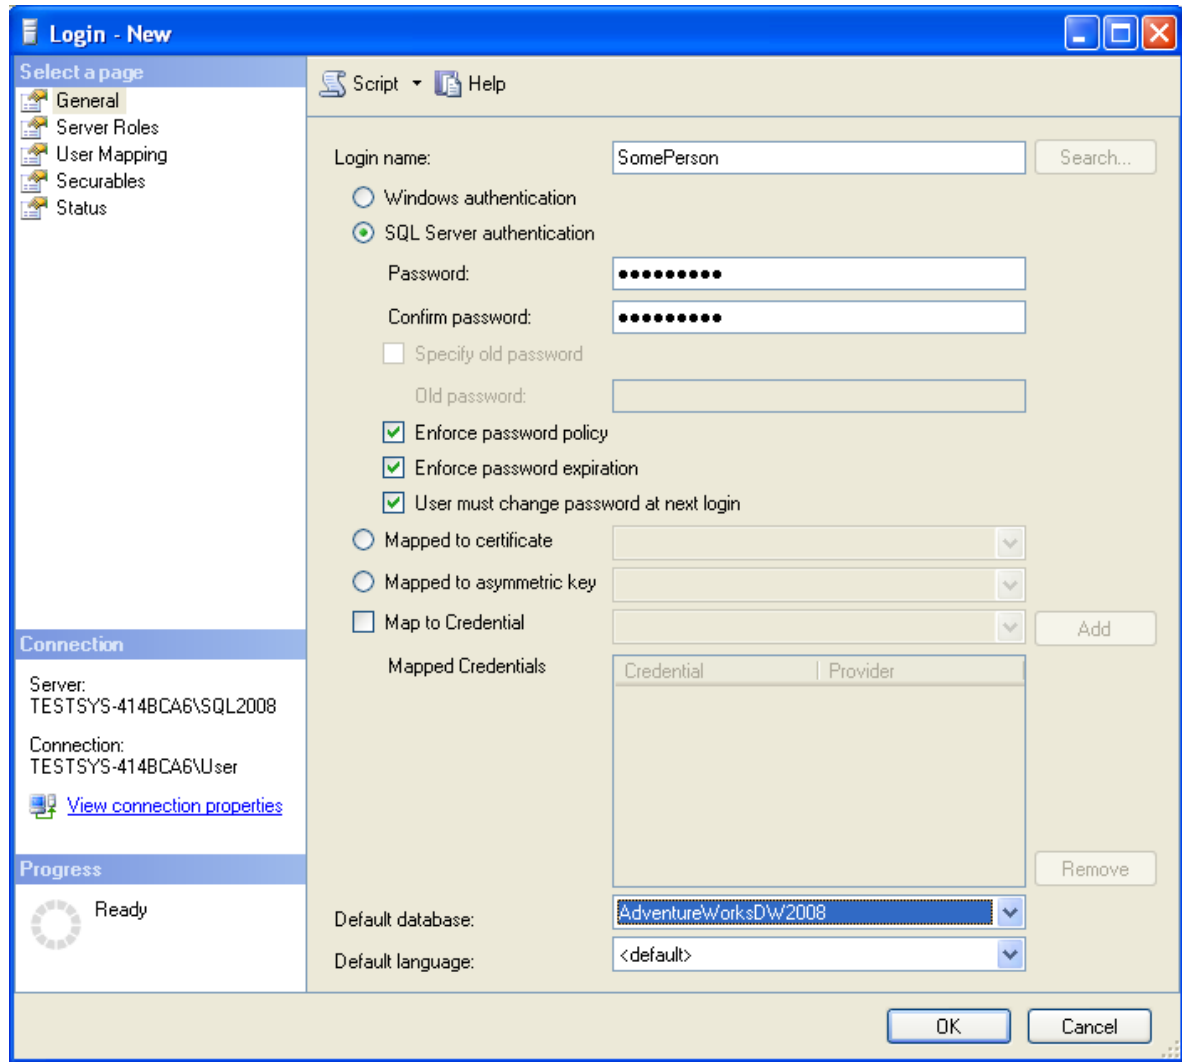 Login - New
Select a page
General
Server Roles
User Mapping
Securables
Status
Script Help
Login name: SomePerson Search...
Windows authentication
SQL Server authentication
Password: •••••••••
Confirm password: •••••••••
Specify old password
Old password:
Enforce password policy
Enforce password expiration
User must change password at next login
Mapped to certificate
Mapped to asymmetric key
Map to Credential Add
Mapped Credentials Credential Provider
Remove
Default database: AdventureWorksDW2008
Default language: <default>
Connection
Server:
TESTSYS-414BCA6\SQL2008
Connection:
TESTSYS-414BCA6\User
View connection properties
Progress
Ready
OK Cancel